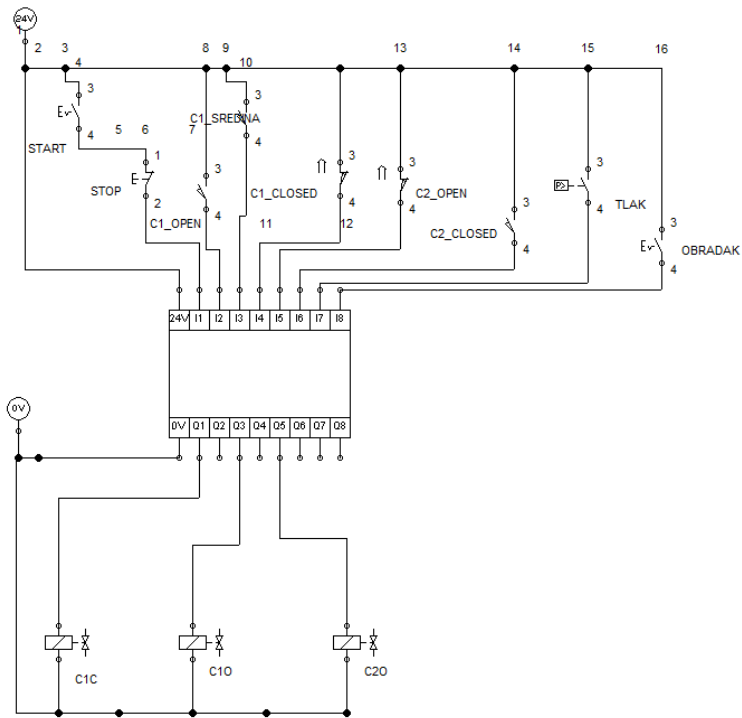 24V
1
2 3 8 9 13 14 15 16
4 10
3 3 3 3 3 3 3 3
C1_SREDINA
4 5 6 7 4
START
1
STOP
2
C1_OPEN
4
C1_CLOSED
4
11 12
C2_OPEN
4
C2_CLOSED
4
TLAK
4
OBRADAK
4
P>
24V I1 I2 I3 I4 I5 I6 I7 I8
0V
0V Q1 Q2 Q3 Q4 Q5 Q6 Q7 Q8
C1C C1O C2O